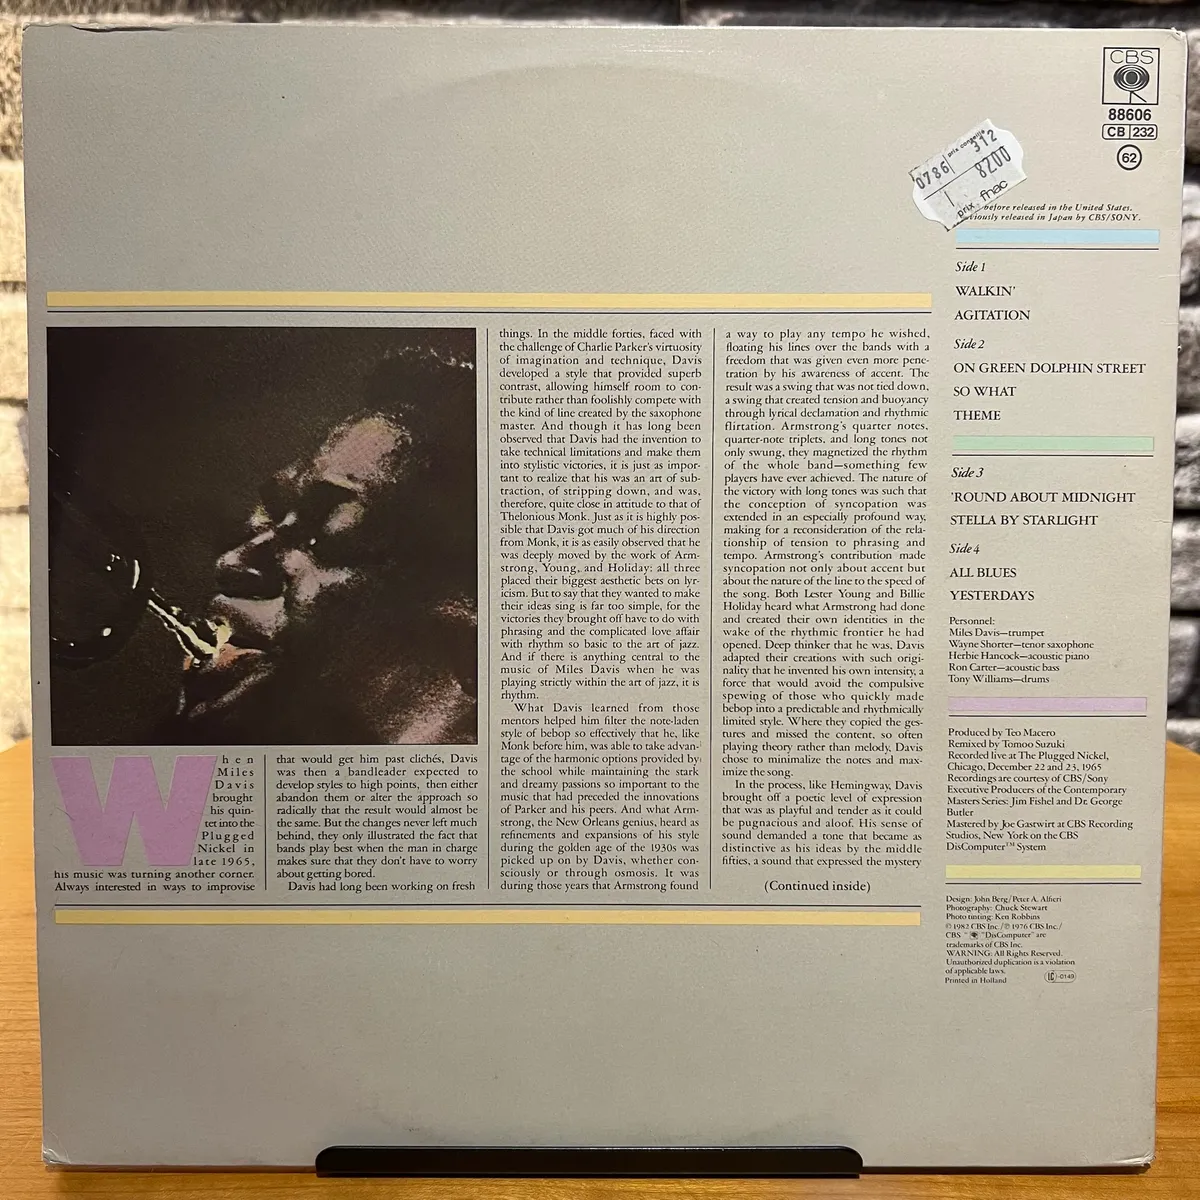 CBS
88606
CB 232
62
prix conseillé
0786 312
1 8200
prix fnac
before released in the United States.
released in Japan by CBS/SONY.
Side 1
WALKIN'
AGITATION
Side 2
ON GREEN DOLPHIN STREET
SO WHAT
THEME
Side 3
'ROUND ABOUT MIDNIGHT
STELLA BY STARLIGHT
Side 4
ALL BLUES
YESTERDAYS
Personnel:
Miles Davis—trumpet
Wayne Shorter—tenor saxophone
Herbie Hancock—acoustic piano
Ron Carter—acoustic bass
Tony Williams—drums
Produced by Teo Macero
Remixed by Tomoo Suzuki
Recorded live at The Plugged Nickel,
Chicago, December 22 and 23, 1965
Recordings are courtesy of CBS/Sony
Executive Producers of the Contemporary
Masters Series: Jim Fishel and Dr. George
Butler
Mastered by Joe Gastwirt at CBS Recording
Studios, New York on the CBS
DisComputer™ System
Design: John Berg/Peter A. Alfieri
Photography: Chuck Stewart
Photo tinting: Ken Robbins
℗ 1982 CBS Inc./℗ 1976 CBS Inc./
CBS "DisComputer" are
trademarks of CBS Inc.
WARNING: All Rights Reserved.
Unauthorized duplication is a violation
of applicable laws.
Printed in Holland
LC -0149
When
Miles
Davis
brought
his quin-
tet into the
Plugged
Nickel in
late 1965,
his music was turning another corner.
Always interested in ways to improvise
that would get him past clichés, Davis
was then a bandleader expected to
develop styles to high points, then either
abandon them or alter the approach so
radically that the result would almost be
the same. But the changes never left much
behind, they only illustrated the fact that
bands play best when the man in charge
makes sure that they don't have to worry
about getting bored.
Davis had long been working on fresh
things. In the middle forties, faced with
the challenge of Charlie Parker's virtuosity
of imagination and technique, Davis
developed a style that provided superb
contrast, allowing himself room to con-
tribute rather than foolishly compete with
the kind of line created by the saxophone
master. And though it has long been
observed that Davis had the invention to
take technical limitations and make them
into stylistic victories, it is just as impor-
tant to realize that his was an art of sub-
traction, of stripping down, and was,
therefore, quite close in attitude to that of
Thelonious Monk. Just as it is highly pos-
sible that Davis got much of his direction
from Monk, it is as easily observed that he
was deeply moved by the work of Arm-
strong, Young, and Holiday: all three
placed their biggest aesthetic bets on lyr-
icism. But to say that they wanted to make
their ideas sing is far too simple, for the
victories they brought off have to do with
phrasing and the complicated love affair
with rhythm so basic to the art of jazz.
And if there is anything central to the
music of Miles Davis when he was
playing strictly within the art of jazz, it is
rhythm.
What Davis learned from those
mentors helped him filter the note-laden
style of bebop so effectively that he, like
Monk before him, was able to take advan-
tage of the harmonic options provided by
the school while maintaining the stark
and dreamy passions so important to the
music that had preceded the innovations
of Parker and his peers. And what Arm-
strong, the New Orleans genius, heard as
refinements and expansions of his style
during the golden age of the 1930s was
picked up on by Davis, whether con-
sciously or through osmosis. It was
during those years that Armstrong found
a way to play any tempo he wished,
floating his lines over the bands with a
freedom that was given even more pene-
tration by his awareness of accent. The
result was a swing that was not tied down,
a swing that created tension and buoyancy
through lyrical declamation and rhythmic
flirtation. Armstrong's quarter notes,
quarter-note triplets, and long tones not
only swung, they magnetized the rhythm
of the whole band—something few
players have ever achieved. The nature of
the victory with long tones was such that
the conception of syncopation was
extended in an especially profound way,
making for a reconsideration of the rela-
tionship of tension to phrasing and
tempo. Armstrong's contribution made
syncopation not only about accent but
about the nature of the line to the speed of
the song. Both Lester Young and Billie
Holiday heard what Armstrong had done
and created their own identities in the
wake of the rhythmic frontier he had
opened. Deep thinker that he was, Davis
adapted their creations with such origi-
nality that he invented his own intensity, a
force that would avoid the compulsive
spewing of those who quickly made
bebop into a predictable and rhythmically
limited style. Where they copied the ges-
tures and missed the content, so often
playing theory rather than melody, Davis
chose to minimalize the notes and max-
imize the song.
In the process, like Hemingway, Davis
brought off a poetic level of expression
that was as playful and tender as it could
be pugnacious and aloof. His sense of
sound demanded a tone that became as
distinctive as his ideas by the middle
fifties, a sound that expressed the mystery
(Continued inside)